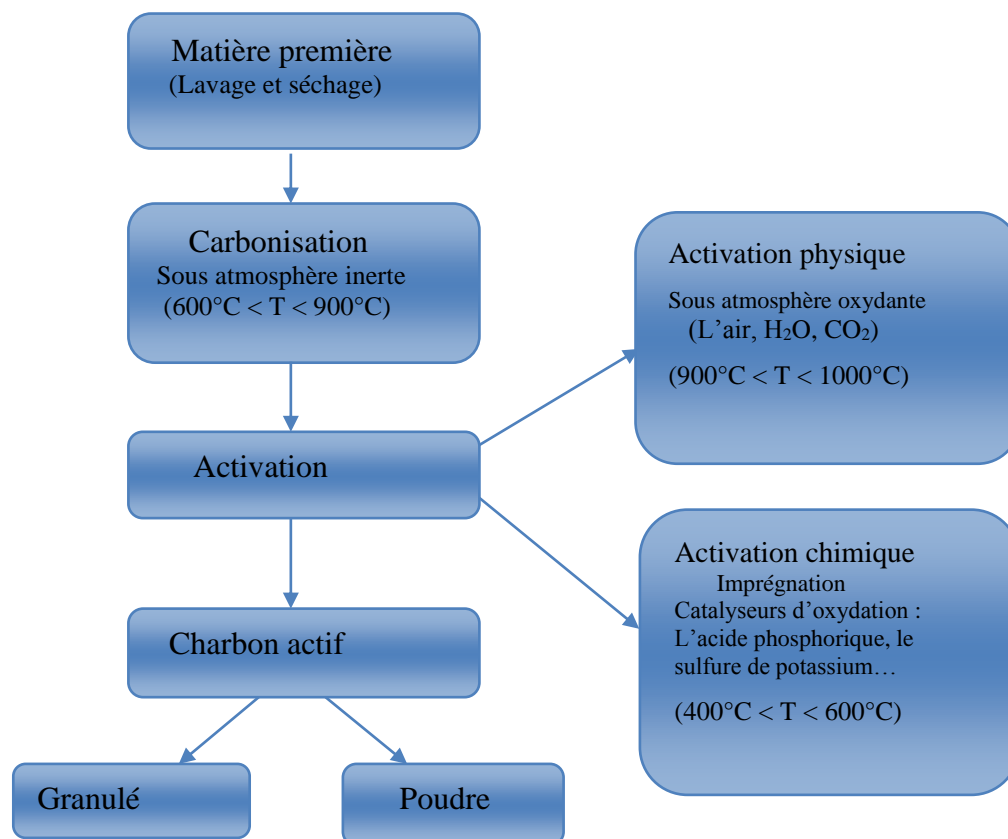 Matière première
(Lavage et séchage)
Carbonisation
Sous atmosphère inerte
(600°C < T < 900°C)
Activation physique
Sous atmosphère oxydante
(L’air, H₂O, CO₂)
(900°C < T < 1000°C)
Activation
Activation chimique
Imprégnation
Catalyseurs d’oxydation :
L’acide phosphorique, le
sulfure de potassium…
(400°C < T < 600°C)
Charbon actif
Granulé
Poudre